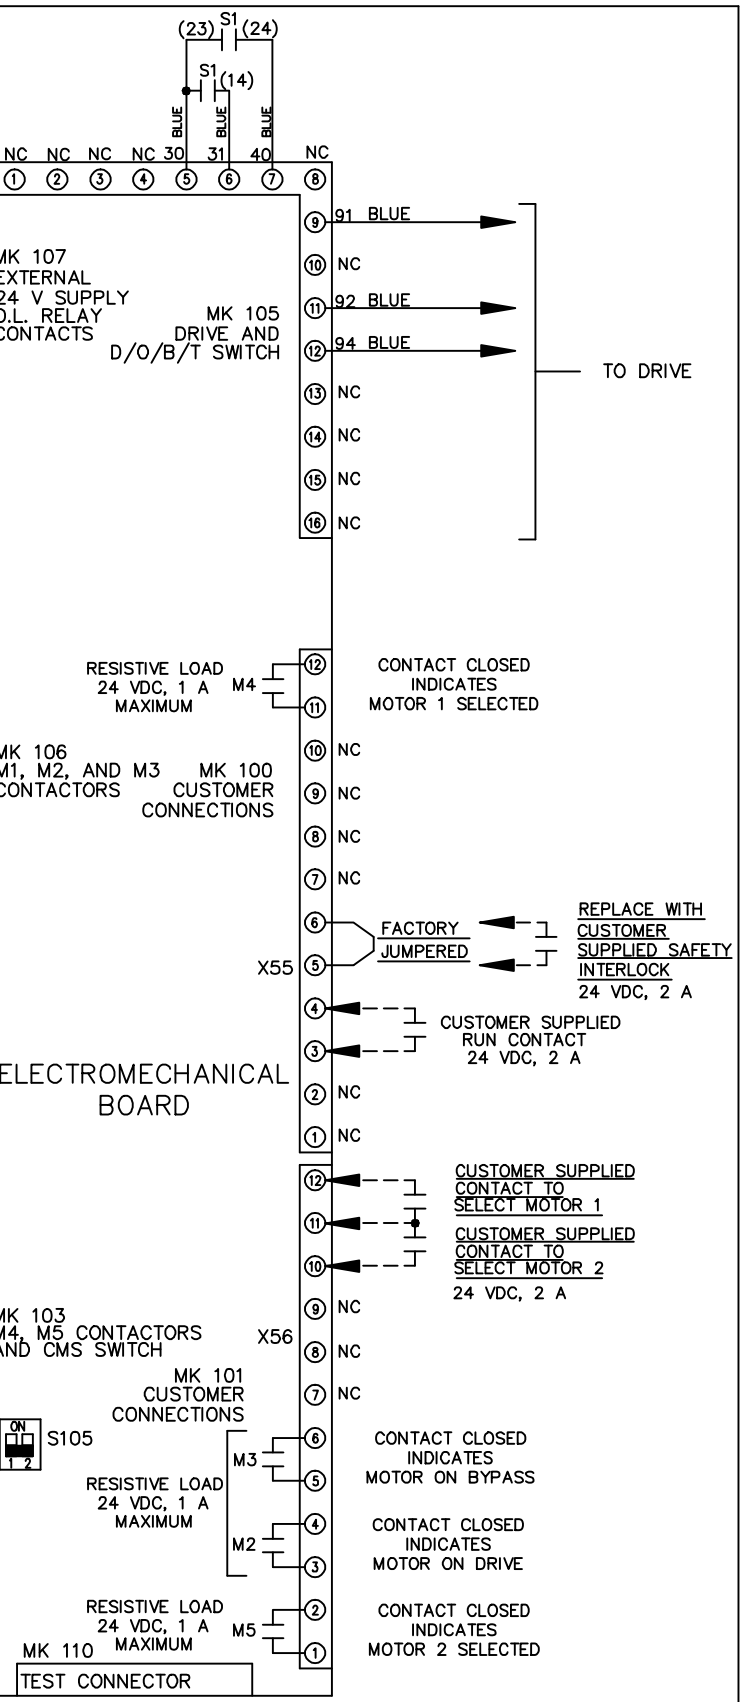 S1
(23) (24)
S1
(14)
BLUE BLUE BLUE
NC NC NC NC 30 31 40 NC
1 2 3 4 5 6 7 8
9 91 BLUE
10 NC
11 92 BLUE
12 94 BLUE
13 NC
14 NC
15 NC
16 NC
TO DRIVE
MK 107
EXTERNAL
24 V SUPPLY
O.L. RELAY
CONTACTS
MK 105
DRIVE AND
D/O/B/T SWITCH
RESISTIVE LOAD
24 VDC, 1 A
MAXIMUM
M4
12
11
CONTACT CLOSED
INDICATES
MOTOR 1 SELECTED
MK 106
M1, M2, AND M3
CONTACTORS
MK 100
CUSTOMER
CONNECTIONS
10 NC
9 NC
8 NC
7 NC
6
X55 5
FACTORY
JUMPERED
REPLACE WITH
CUSTOMER
SUPPLIED SAFETY
INTERLOCK
24 VDC, 2 A
4
3
CUSTOMER SUPPLIED
RUN CONTACT
24 VDC, 2 A
ELECTROMECHANICAL
BOARD
2 NC
1 NC
12
11
10
CUSTOMER SUPPLIED
CONTACT TO
SELECT MOTOR 1
CUSTOMER SUPPLIED
CONTACT TO
SELECT MOTOR 2
24 VDC, 2 A
MK 103
M4, M5 CONTACTORS
AND CMS SWITCH
X56
9 NC
8 NC
7 NC
MK 101
CUSTOMER
CONNECTIONS
ON
1 2
S105
M3
6
5
CONTACT CLOSED
INDICATES
MOTOR ON BYPASS
RESISTIVE LOAD
24 VDC, 1 A
MAXIMUM
M2
4
3
CONTACT CLOSED
INDICATES
MOTOR ON DRIVE
RESISTIVE LOAD
24 VDC, 1 A
MAXIMUM
M5
2
1
CONTACT CLOSED
INDICATES
MOTOR 2 SELECTED
MK 110
TEST CONNECTOR